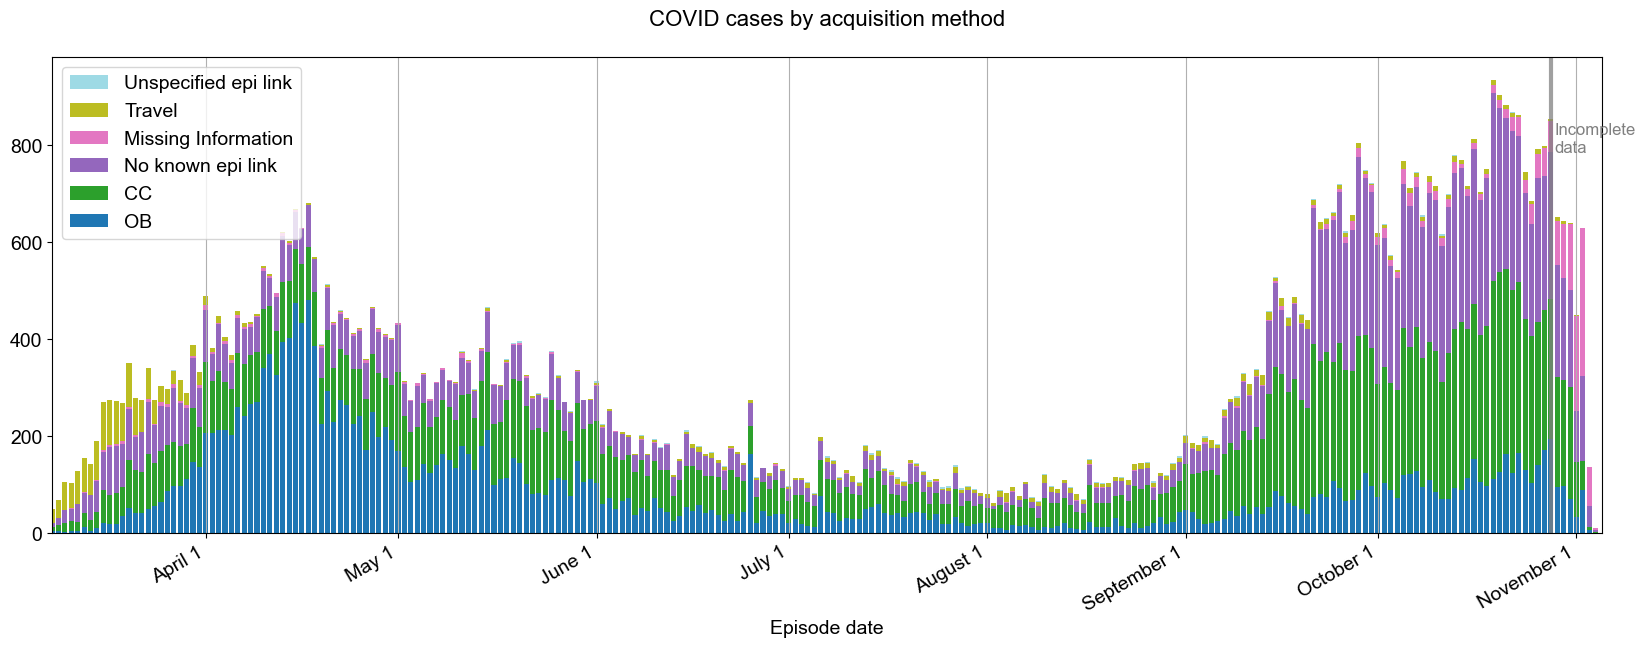 COVID cases by acquisition method
Unspecified epi link
Travel
Missing Information
No known epi link
CC
OB
Incomplete
data
800
600
400
200
0
April 1
May 1
June 1
July 1
August 1
September 1
October 1
November 1
Episode date